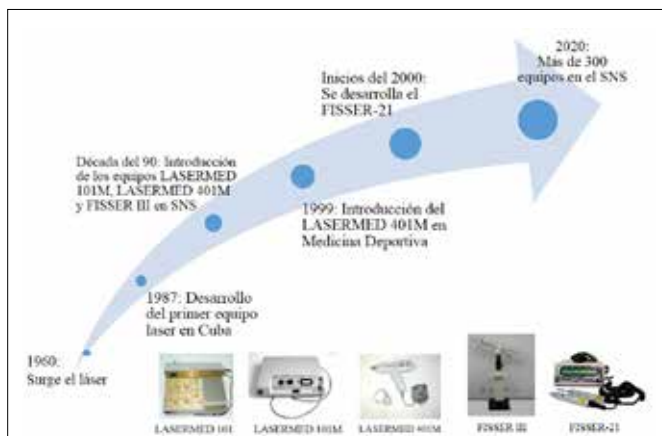 1960:
Surge el láser
1987: Desarrollo
del primer equipo
laser en Cuba
Década del 90: Introducción
de los equipos LASERMED
101M, LASERMED 401M
y FISSER III en SNS
1999: Introducción del
LASERMED 401M en
Medicina Deportiva
Inicios del 2000:
Se desarrolla el
FISSER-21
2020:
Más de 300
equipos en el SNS
LASERMED 101
LASERMED 101M
LASERMED 401M
FISSER III
FISSER-21